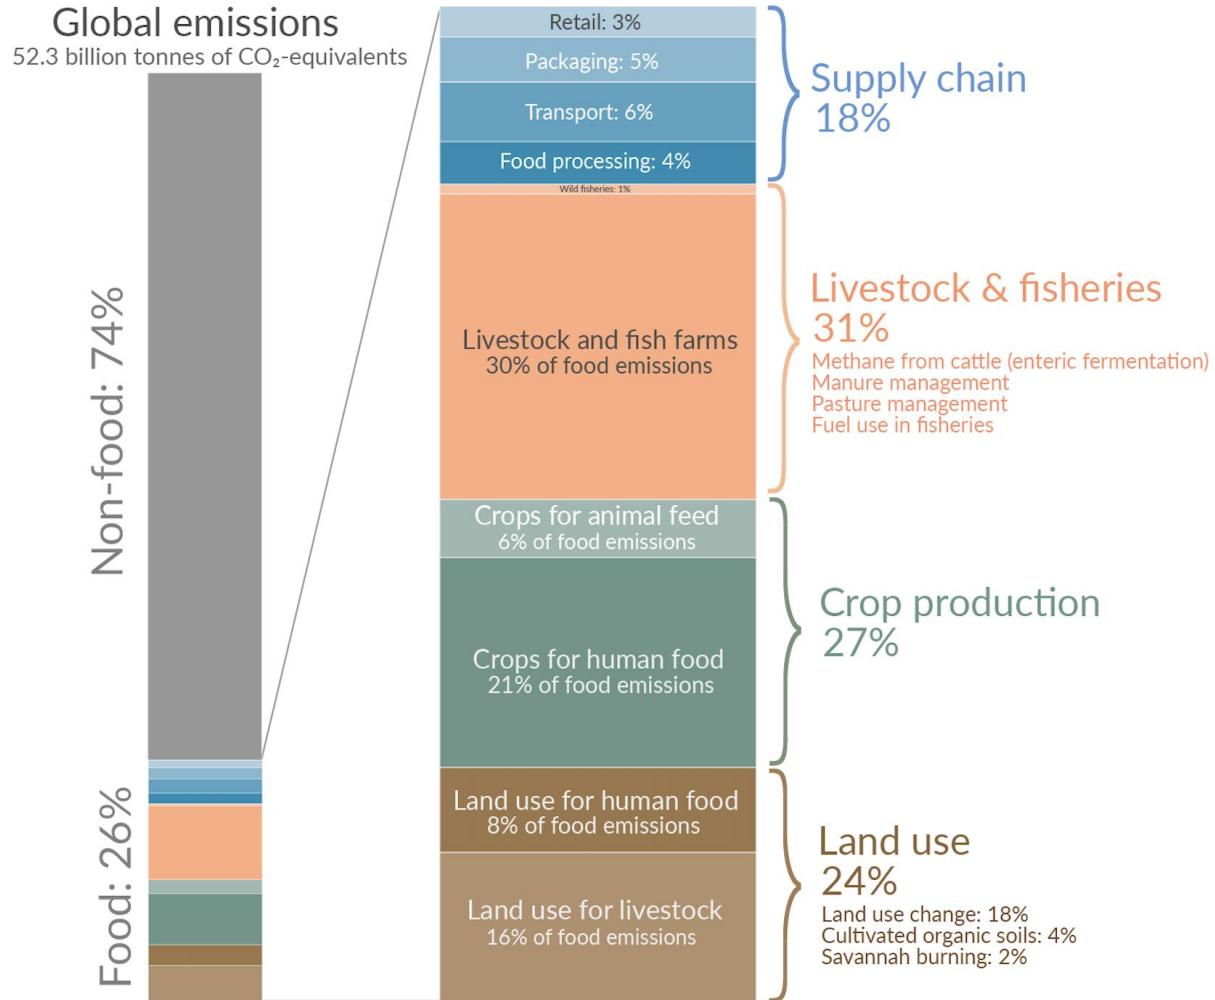 Global emissions
52.3 billion tonnes of CO₂-equivalents
Non-food: 74%
Food: 26%
Retail: 3%
Packaging: 5%
Transport: 6%
Food processing: 4%
Wild fisheries: 1%
Livestock and fish farms
30% of food emissions
Crops for animal feed
6% of food emissions
Crops for human food
21% of food emissions
Land use for human food
8% of food emissions
Land use for livestock
16% of food emissions
Supply chain
18%
Livestock & fisheries
31%
Methane from cattle (enteric fermentation)
Manure management
Pasture management
Fuel use in fisheries
Crop production
27%
Land use
24%
Land use change: 18%
Cultivated organic soils: 4%
Savannah burning: 2%